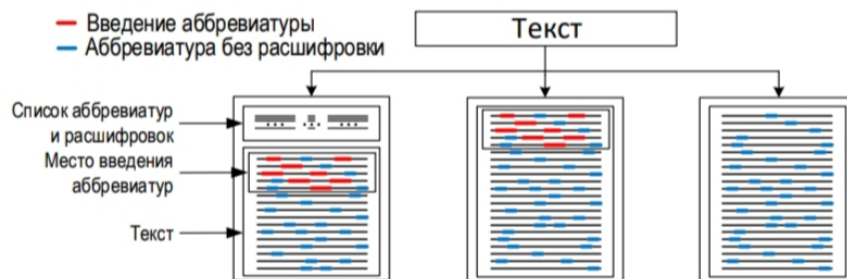 Введение аббревиатуры
Аббревиатура без расшифровки
Текст
Список аббревиатур
и расшифровок
Место введения
аббревиатур
Текст